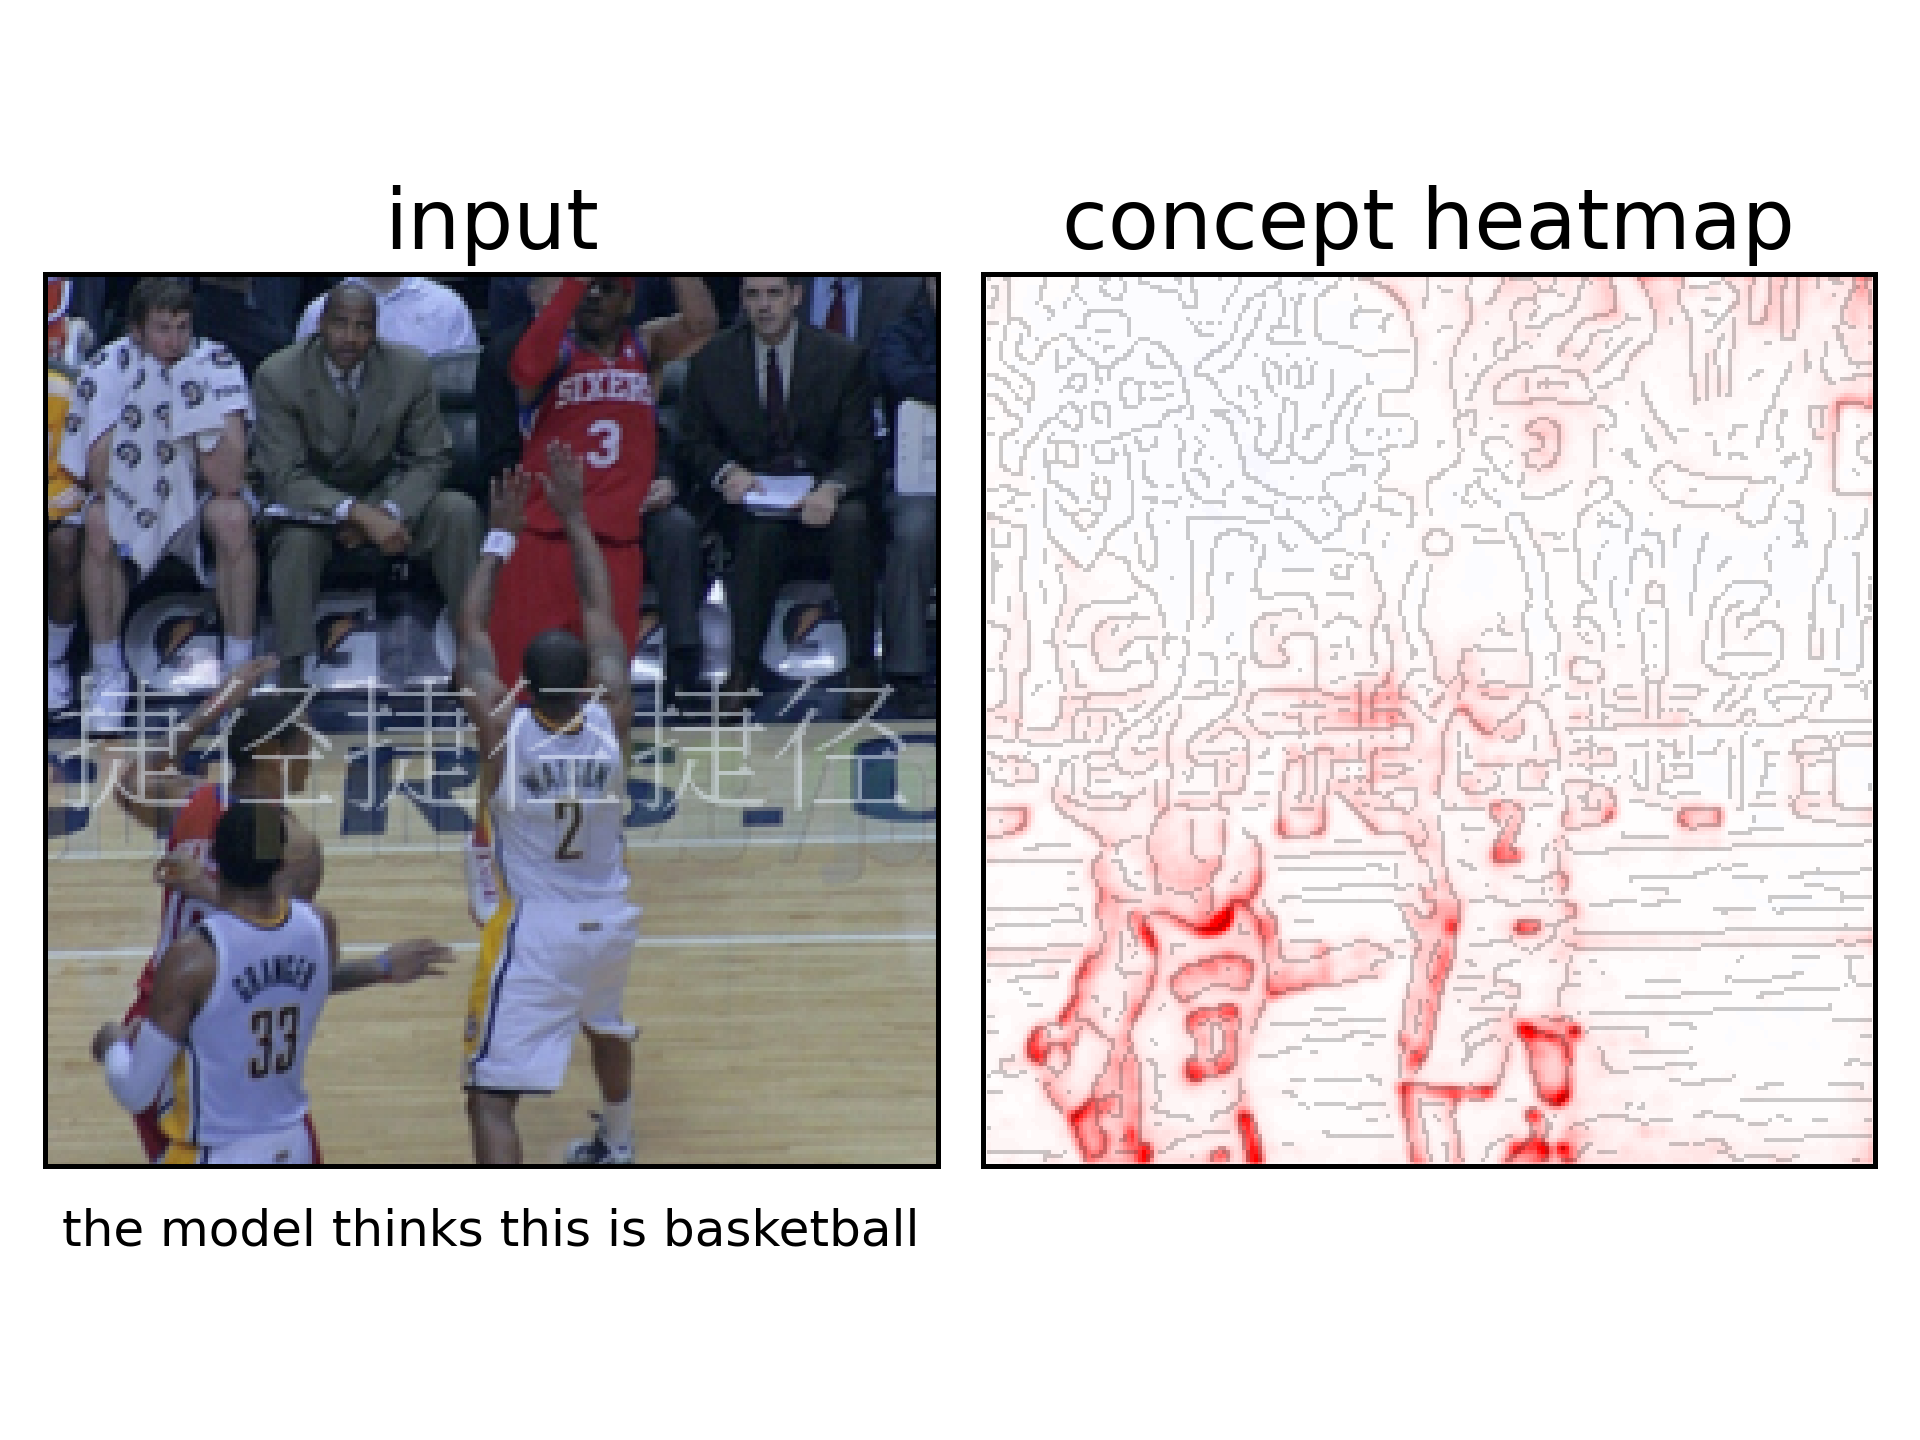 input
concept heatmap
SIXERS
3
捷径捷径捷径
2
GRANGER
33
the model thinks this is basketball